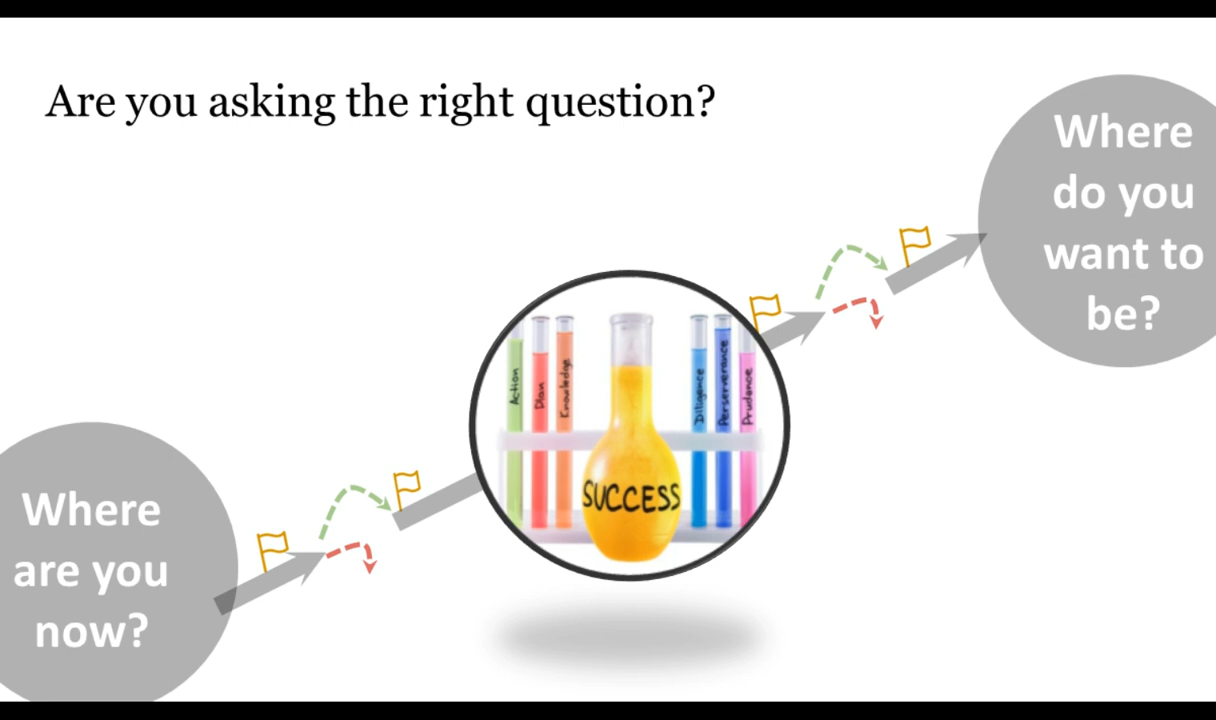 Are you asking the right question?
Where
do you
want to
be?
Action
Plan
Knowledge
SUCCESS
Diligence
Perserverance
Prudence
Where
are you
now?